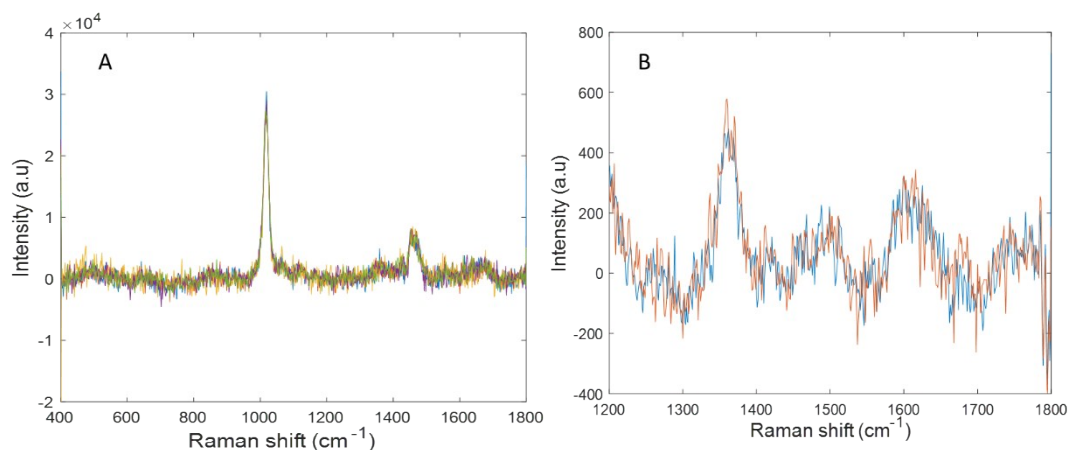 ×10⁴
A
Intensity (a.u)
4
3
2
1
0
-1
-2
400 600 800 1000 1200 1400 1600 1800
Raman shift (cm⁻¹)
B
Intensity (a.u)
800
600
400
200
0
-200
-400
1200 1300 1400 1500 1600 1700 1800
Raman shift (cm⁻¹)